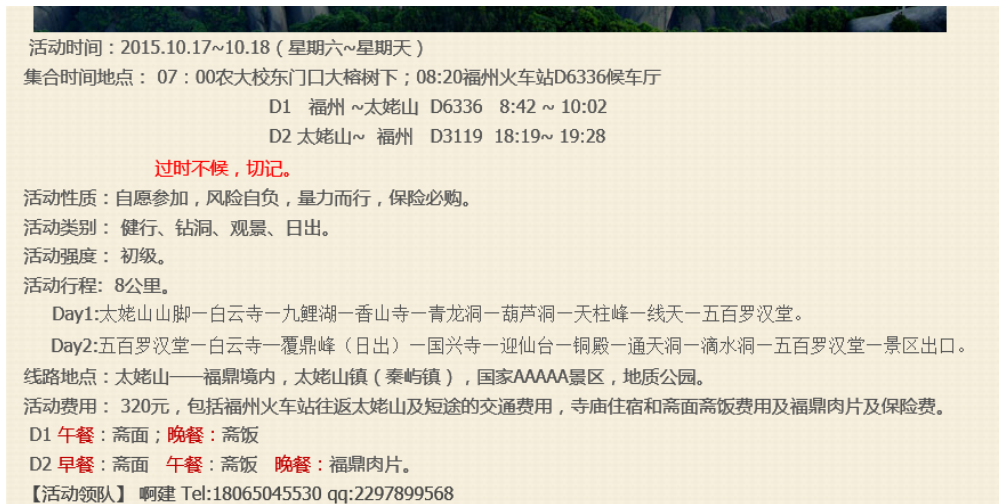 活动时间：2015.10.17~10.18（星期六~星期天）
集合时间地点： 07：00农大校东门口大榕树下；08:20福州火车站D6336候车厅
D1 福州 ~太姥山 D6336 8:42 ~ 10:02
D2 太姥山~ 福州 D3119 18:19~ 19:28
过时不候，切记。
活动性质：自愿参加，风险自负，量力而行，保险必购。
活动类别： 健行、钻洞、观景、日出。
活动强度： 初级。
活动行程: 8公里。
Day1:太姥山山脚一白云寺一九鲤湖一香山寺一青龙洞一葫芦洞一天柱峰一线天一五百罗汉堂。
Day2:五百罗汉堂一白云寺一覆鼎峰（日出）一国兴寺一迎仙台一铜殿一通天洞一滴水洞一五百罗汉堂一景区出口。
线路地点：太姥山——福鼎境内，太姥山镇（秦屿镇），国家AAAAA景区，地质公园。
活动费用： 320元，包括福州火车站往返太姥山及短途的交通费用，寺庙住宿和斋面斋饭费用及福鼎肉片及保险费。
D1 午餐：斋面；晚餐：斋饭
D2 早餐：斋面 午餐：斋饭 晚餐：福鼎肉片。
【活动领队】 啊建 Tel:18065045530 qq:2297899568